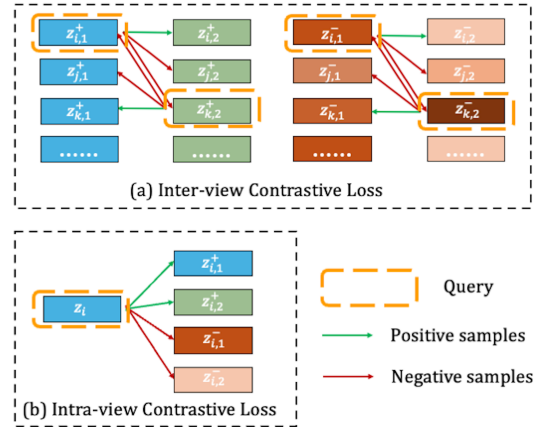 z⁺ᵢ,₁ z⁺ᵢ,₂ z⁻ᵢ,₁ z⁻ᵢ,₂
z⁺ⱼ,₁ z⁺ⱼ,₂ z⁻ⱼ,₁ z⁻ⱼ,₂
z⁺ₖ,₁ z⁺ₖ,₂ z⁻ₖ,₁ z⁻ₖ,₂
...... ...... ...... ......
(a) Inter-view Contrastive Loss
z⁺ᵢ,₁
z⁺ᵢ,₂
zᵢ
z⁻ᵢ,₁
z⁻ᵢ,₂
(b) Intra-view Contrastive Loss
Query
Positive samples
Negative samples